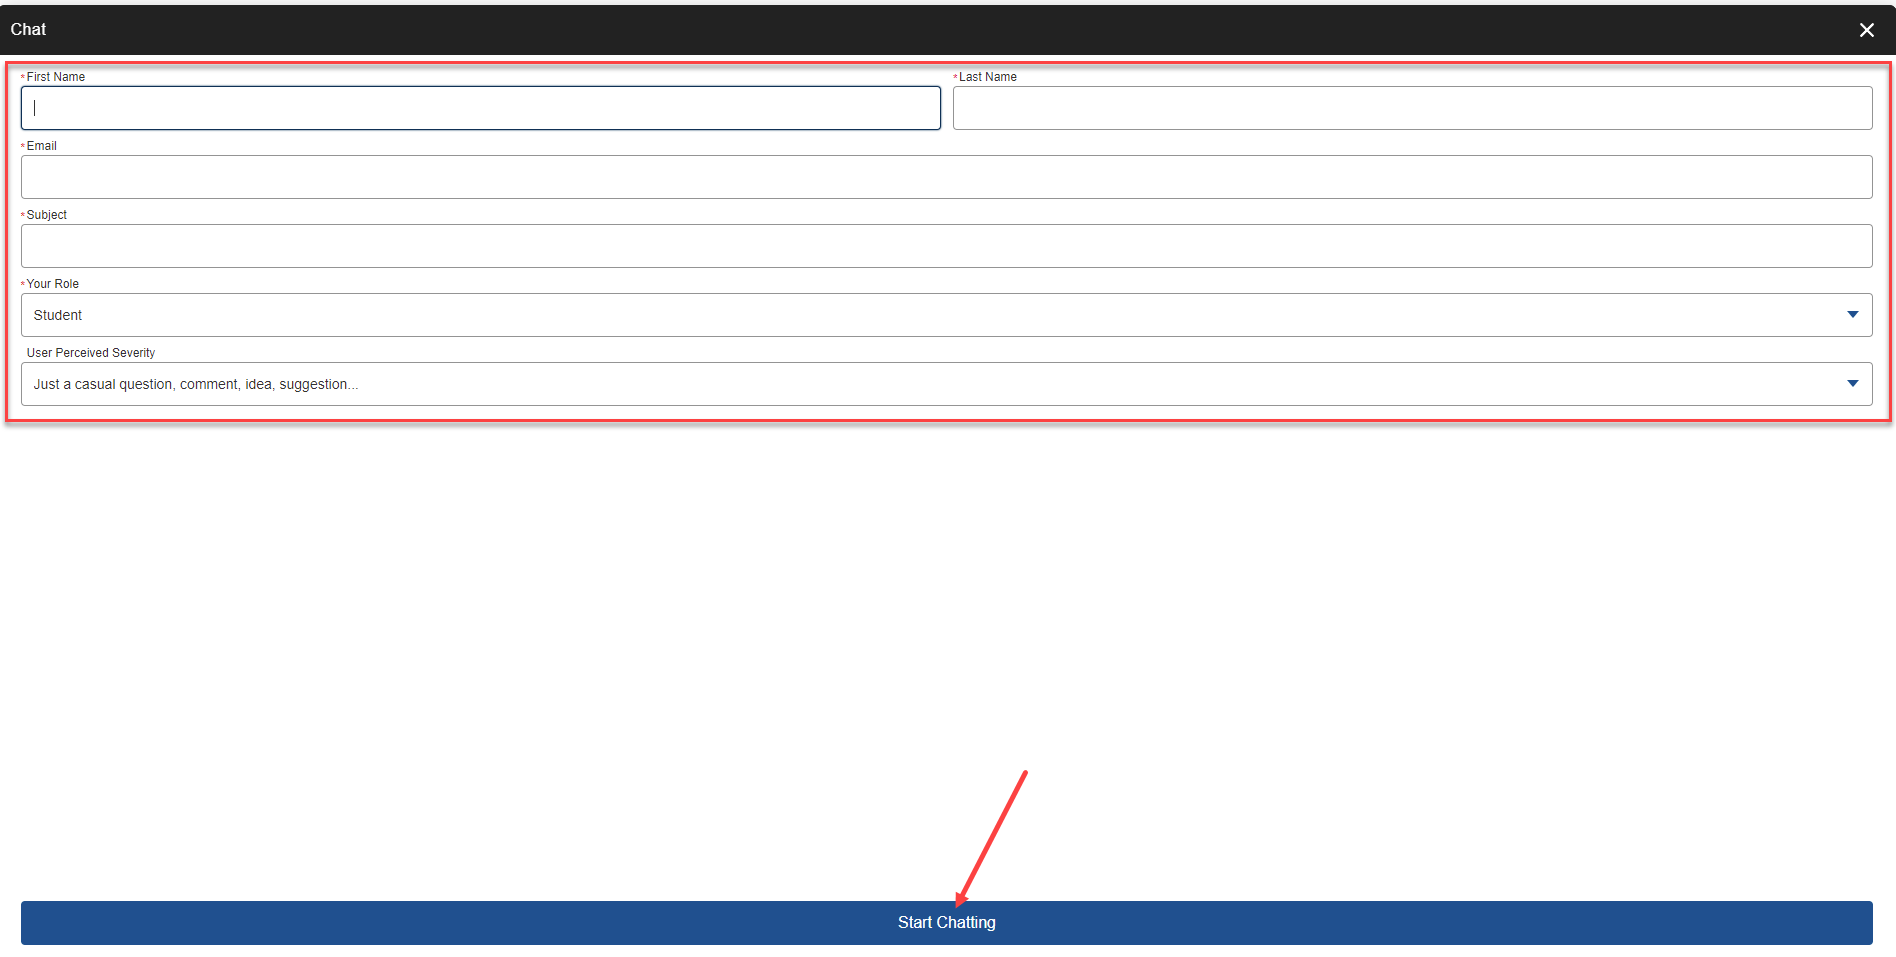 Chat
*First Name
*Last Name
*Email
*Subject
*Your Role
Student
User Perceived Severity
Just a casual question, comment, idea, suggestion...
Start Chatting